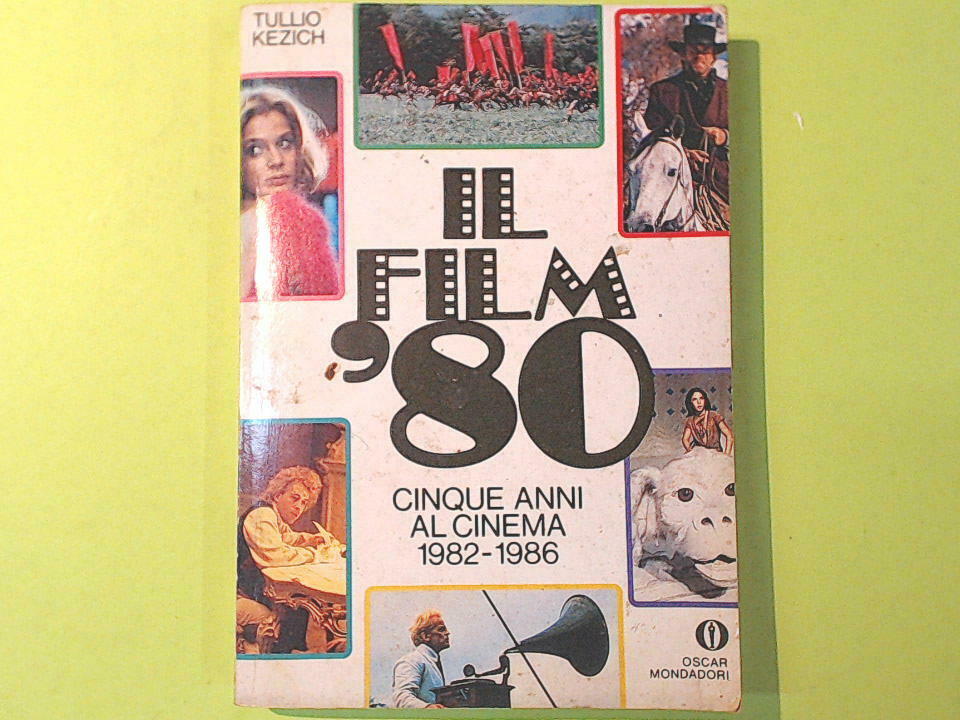 TULLIO
KEZICH
IL
FILM
'80
CINQUE ANNI
AL CINEMA
1982-1986
OSCAR
MONDADORI